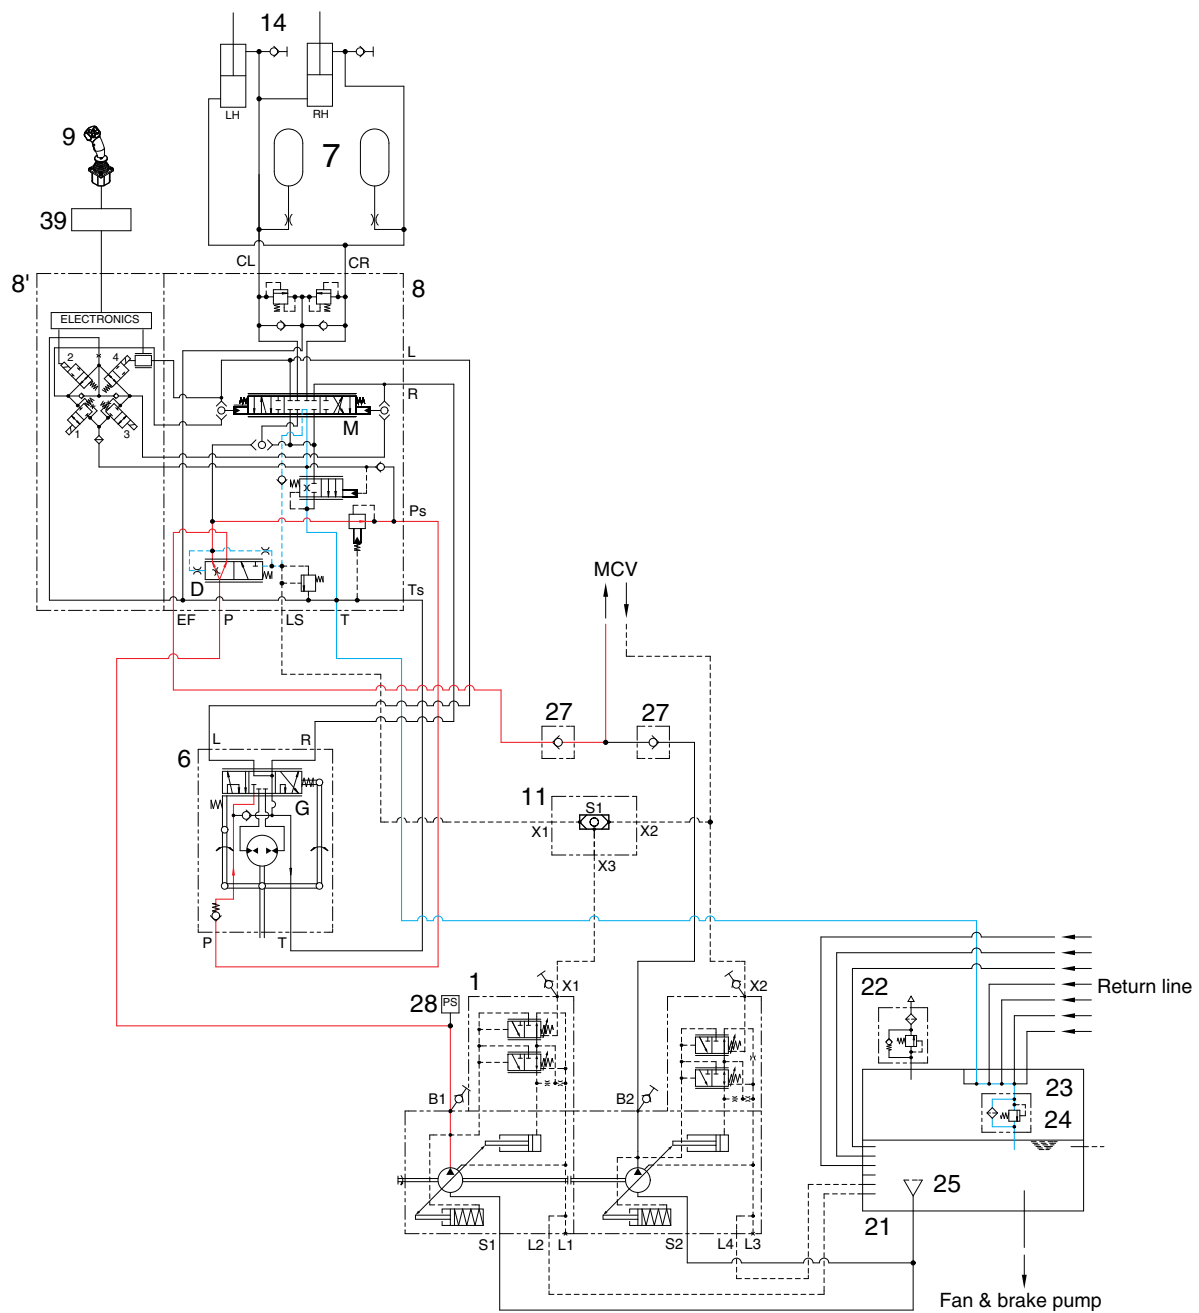 14
LH
RH
9
7
39
CL
CR
8'
8
ELECTRONICS
L
2
4
R
M
1
3
Ps
D
MCV
Ts
EF
P
LS
T
27
27
L
R
6
11
S1
G
X1
X2
X3
P
T
1
X1
X2
22
Return line
28
PS
23
B1
B2
24
25
21
S1
L2
L1
S2
L4
L3
Fan & brake pump